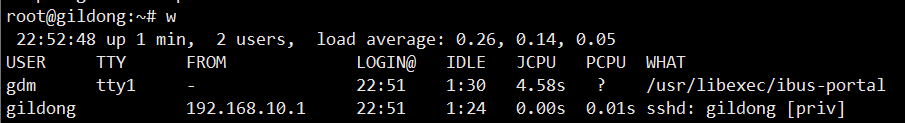 root@gildong:~# w
 22:52:48 up 1 min,  2 users,  load average: 0.26, 0.14, 0.05
USER     TTY      FROM             LOGIN@   IDLE   JCPU   PCPU  WHAT
gdm      tty1     -                22:51    1:30   4.58s   ?    /usr/libexec/ibus-portal
gildong           192.168.10.1     22:51    1:24   0.00s  0.01s sshd: gildong [priv]